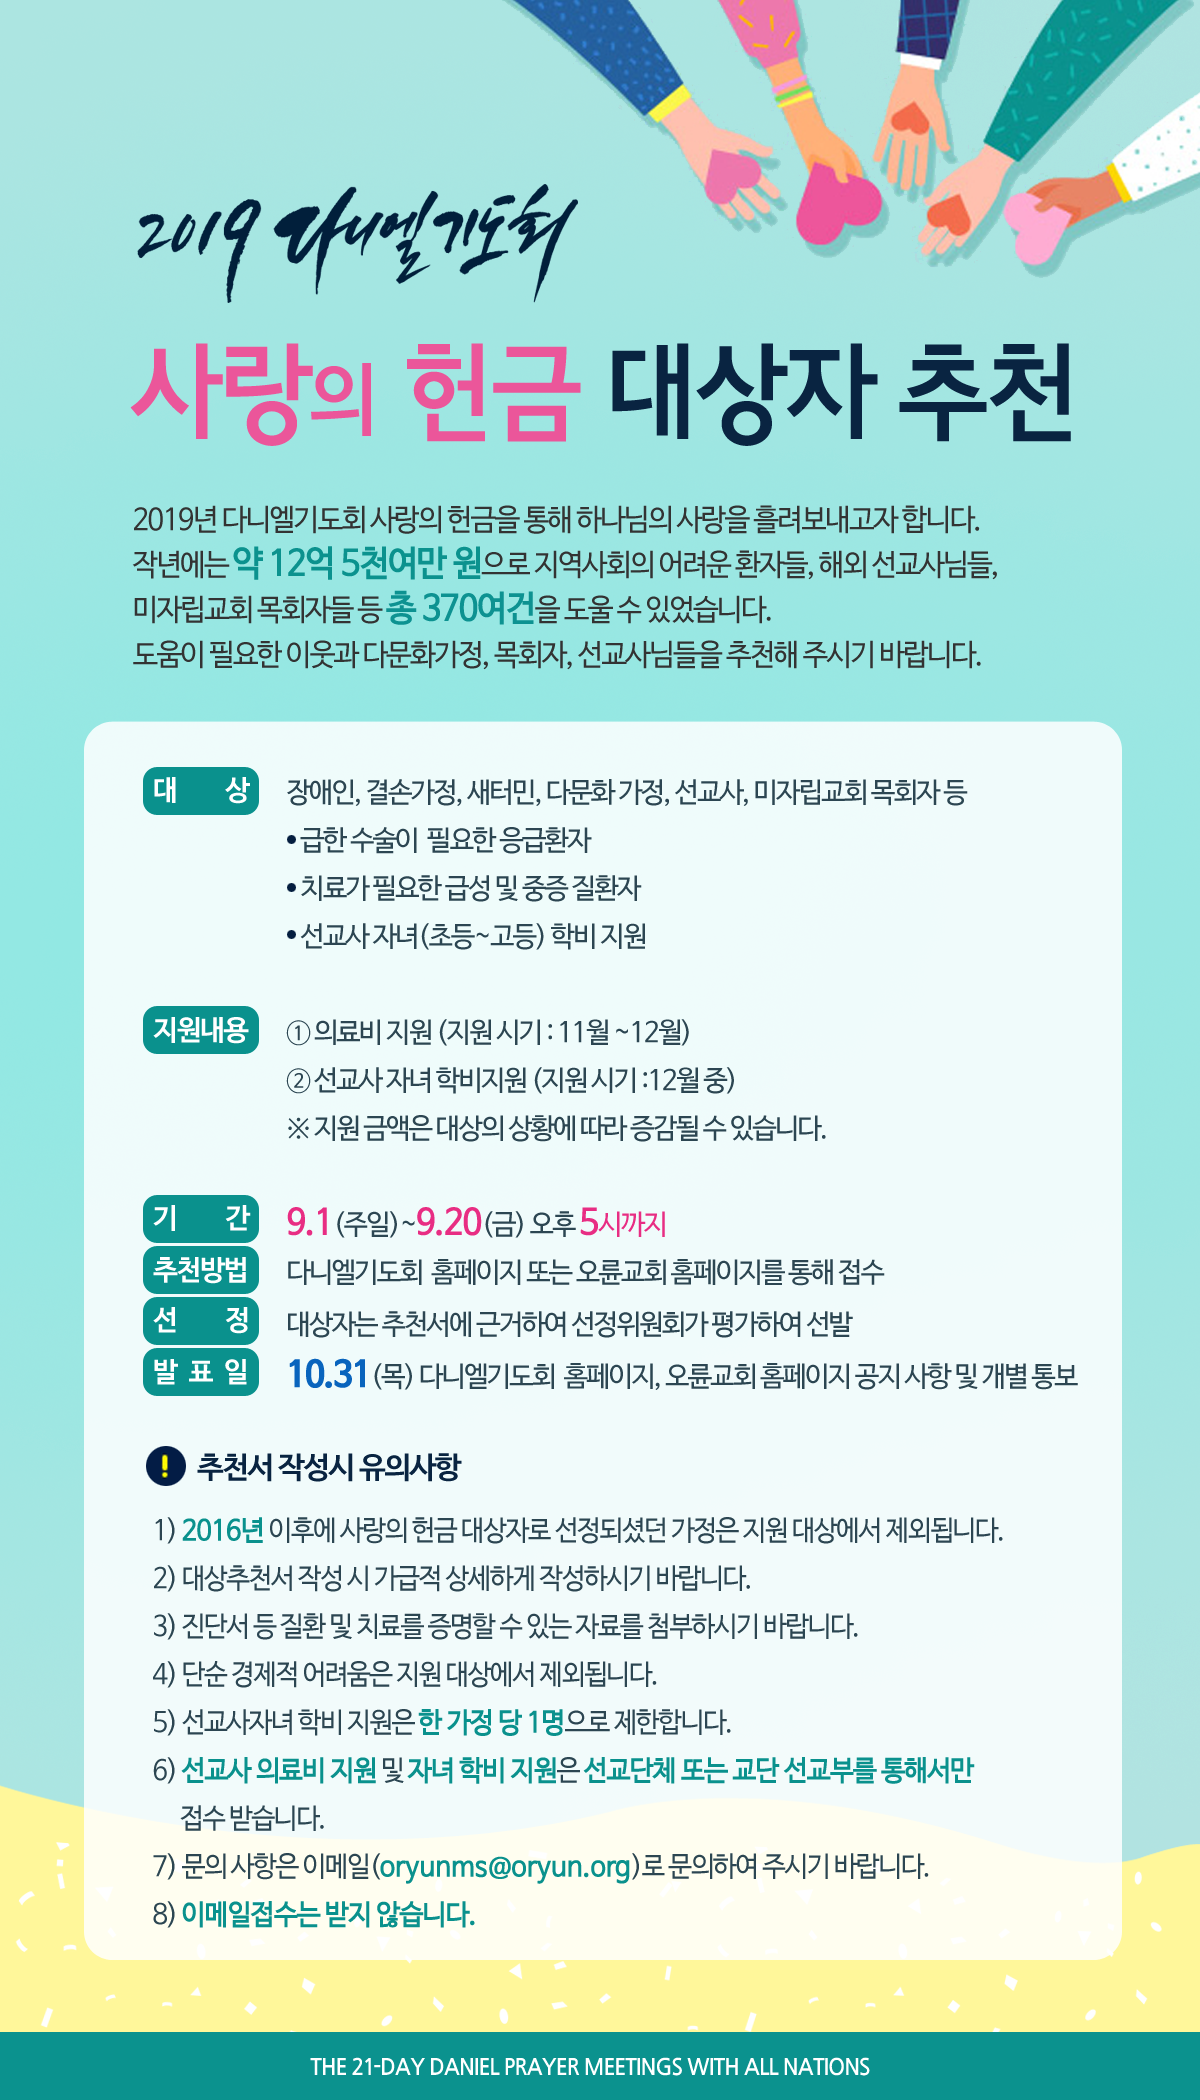 2019 다니엘기도회
사랑의 헌금 대상자 추천
2019년 다니엘기도회 사랑의 헌금을 통해 하나님의 사랑을 흘려보내고자 합니다.
작년에는 약 12억 5천여만 원으로 지역사회의 어려운 환자들, 해외 선교사님들,
미자립교회 목회자들 등 총 370여건을 도울 수 있었습니다.
도움이 필요한 이웃과 다문화가정, 목회자, 선교사님들을 추천해 주시기 바랍니다.
대 상 장애인, 결손가정, 새터민, 다문화 가정, 선교사, 미자립교회 목회자 등
• 급한 수술이 필요한 응급환자
• 치료가 필요한 급성 및 중증 질환자
• 선교사 자녀(초등~고등) 학비 지원
지원내용 ① 의료비 지원 (지원 시기 : 11월 ~12월)
② 선교사 자녀 학비지원 (지원 시기 :12월 중)
※ 지원 금액은 대상의 상황에 따라 증감될 수 있습니다.
기 간 9.1(주일)~9.20(금) 오후 5시까지
추천방법 다니엘기도회 홈페이지 또는 오륜교회 홈페이지를 통해 접수
선 정 대상자는 추천서에 근거하여 선정위원회가 평가하여 선발
발 표 일 10.31(목) 다니엘기도회 홈페이지, 오륜교회 홈페이지 공지 사항 및 개별 통보
! 추천서 작성시 유의사항
1) 2016년 이후에 사랑의 헌금 대상자로 선정되셨던 가정은 지원 대상에서 제외됩니다.
2) 대상추천서 작성 시 가급적 상세하게 작성하시기 바랍니다.
3) 진단서 등 질환 및 치료를 증명할 수 있는 자료를 첨부하시기 바랍니다.
4) 단순 경제적 어려움은 지원 대상에서 제외됩니다.
5) 선교사자녀 학비 지원은 한 가정 당 1명으로 제한합니다.
6) 선교사 의료비 지원 및 자녀 학비 지원은 선교단체 또는 교단 선교부를 통해서만
접수 받습니다.
7) 문의 사항은 이메일(oryunms@oryun.org)로 문의하여 주시기 바랍니다.
8) 이메일접수는 받지 않습니다.
THE 21-DAY DANIEL PRAYER MEETINGS WITH ALL NATIONS